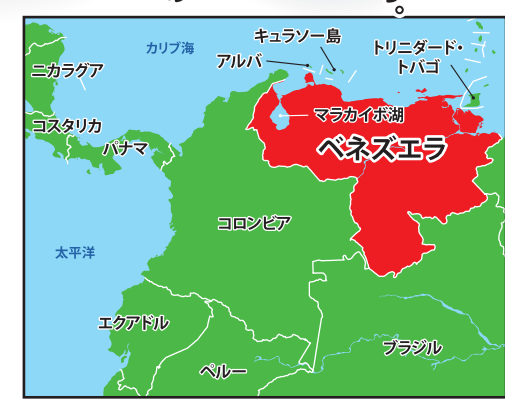 。
キュラソー島
カリブ海
トリニダード・
トバゴ
アルバ
ニカラグア
マラカイボ湖
コスタリカ
パナマ
ベネズエラ
コロンビア
太平洋
エクアドル
ブラジル
ペルー